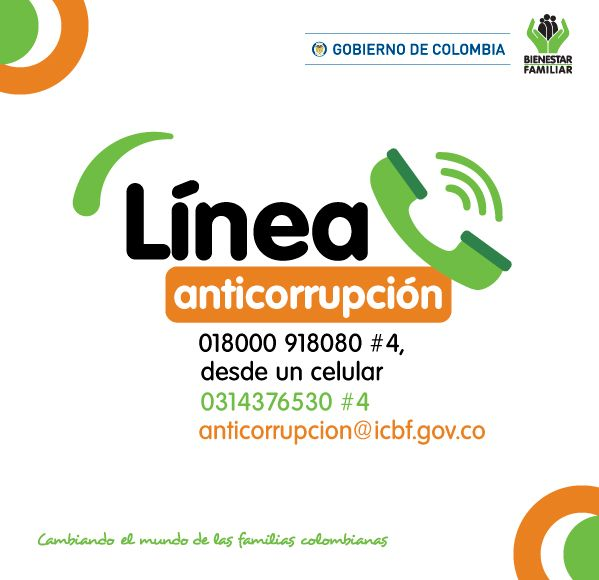 GOBIERNO DE COLOMBIA
BIENESTAR
FAMILIAR
Línea
anticorrupción
018000 918080 #4,
desde un celular
0314376530 #4
anticorrupcion@icbf.gov.co
Cambiando el mundo de las familias colombianas